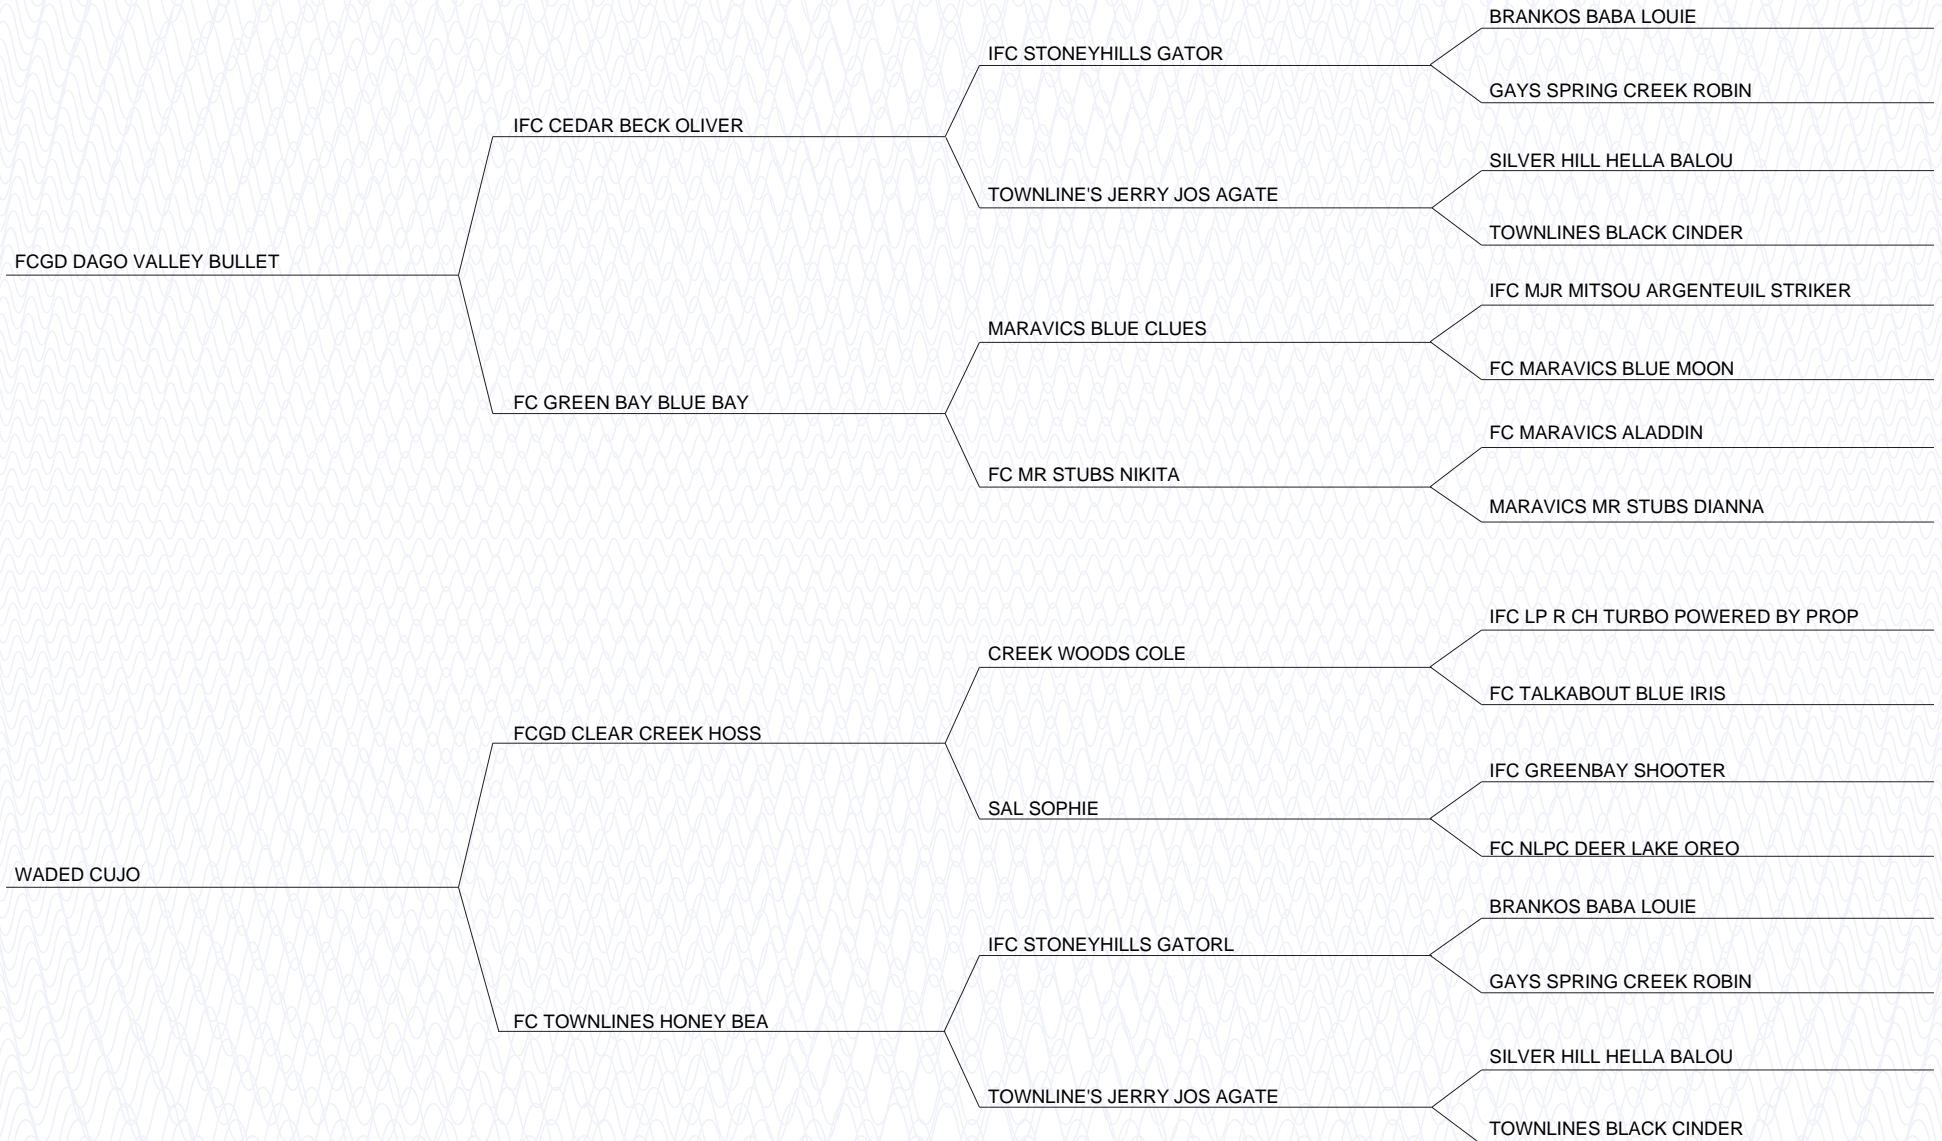 BRANKOS BABA LOUIE
IFC STONEYHILLS GATOR
GAYS SPRING CREEK ROBIN
IFC CEDAR BECK OLIVER
SILVER HILL HELLA BALOU
TOWNLINE'S JERRY JOS AGATE
TOWNLINES BLACK CINDER
FCGD DAGO VALLEY BULLET
IFC MJR MITSOU ARGENTEUIL STRIKER
MARAVICS BLUE CLUES
FC MARAVICS BLUE MOON
FC GREEN BAY BLUE BAY
FC MARAVICS ALADDIN
FC MR STUBS NIKITA
MARAVICS MR STUBS DIANNA
IFC LP R CH TURBO POWERED BY PROP
CREEK WOODS COLE
FC TALKABOUT BLUE IRIS
FCGD CLEAR CREEK HOSS
IFC GREENBAY SHOOTER
SAL SOPHIE
FC NLPC DEER LAKE OREO
WADED CUJO
BRANKOS BABA LOUIE
IFC STONEYHILLS GATORL
GAYS SPRING CREEK ROBIN
FC TOWNLINES HONEY BEA
SILVER HILL HELLA BALOU
TOWNLINE'S JERRY JOS AGATE
TOWNLINES BLACK CINDER